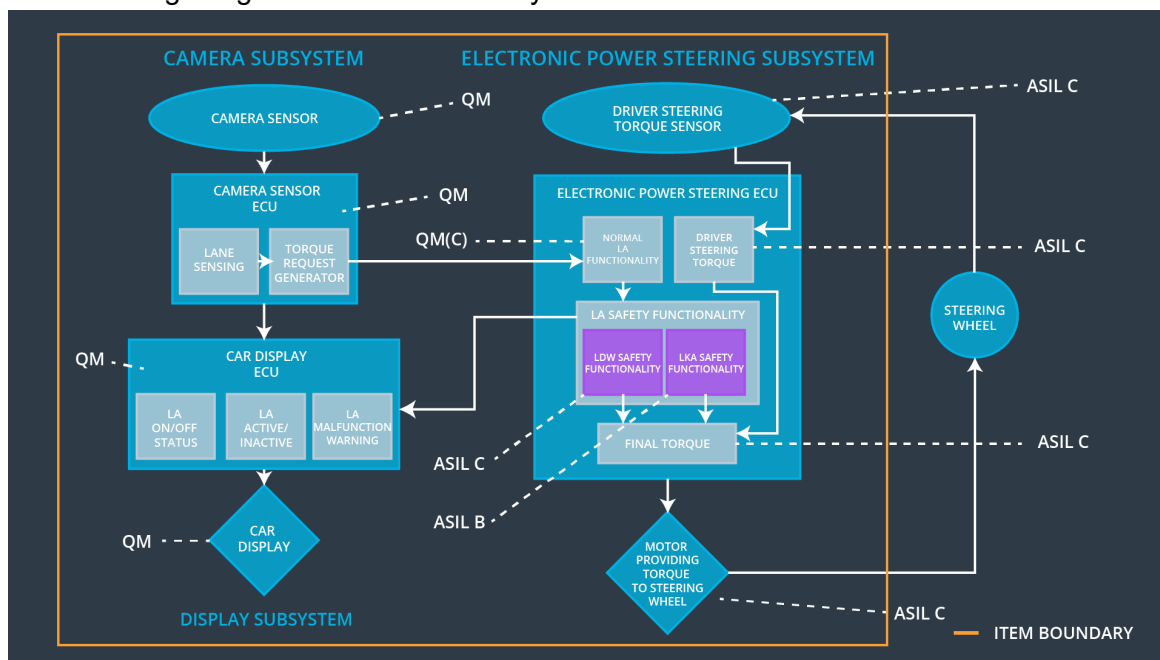 CAMERA SUBSYSTEM
ELECTRONIC POWER STEERING SUBSYSTEM
CAMERA SENSOR
QM
DRIVER STEERING
TORQUE SENSOR
ASIL C
CAMERA SENSOR
ECU
QM
LANE
SENSING
TORQUE
REQUEST
GENERATOR
QM(C)
ELECTRONIC POWER STEERING ECU
NORMAL
LA
FUNCTIONALITY
DRIVER
STEERING
TORQUE
ASIL C
LA SAFETY FUNCTIONALITY
LDW SAFETY
FUNCTIONALITY
LKA SAFETY
FUNCTIONALITY
STEERING
WHEEL
QM
CAR DISPLAY
ECU
LA
ON/OFF
STATUS
LA
ACTIVE/
INACTIVE
LA
MALFUNCTION
WARNING
FINAL TORQUE
ASIL C
ASIL C
ASIL B
QM
CAR
DISPLAY
MOTOR
PROVIDING
TORQUE
TO STEERING
WHEEL
ASIL C
DISPLAY SUBSYSTEM
ITEM BOUNDARY